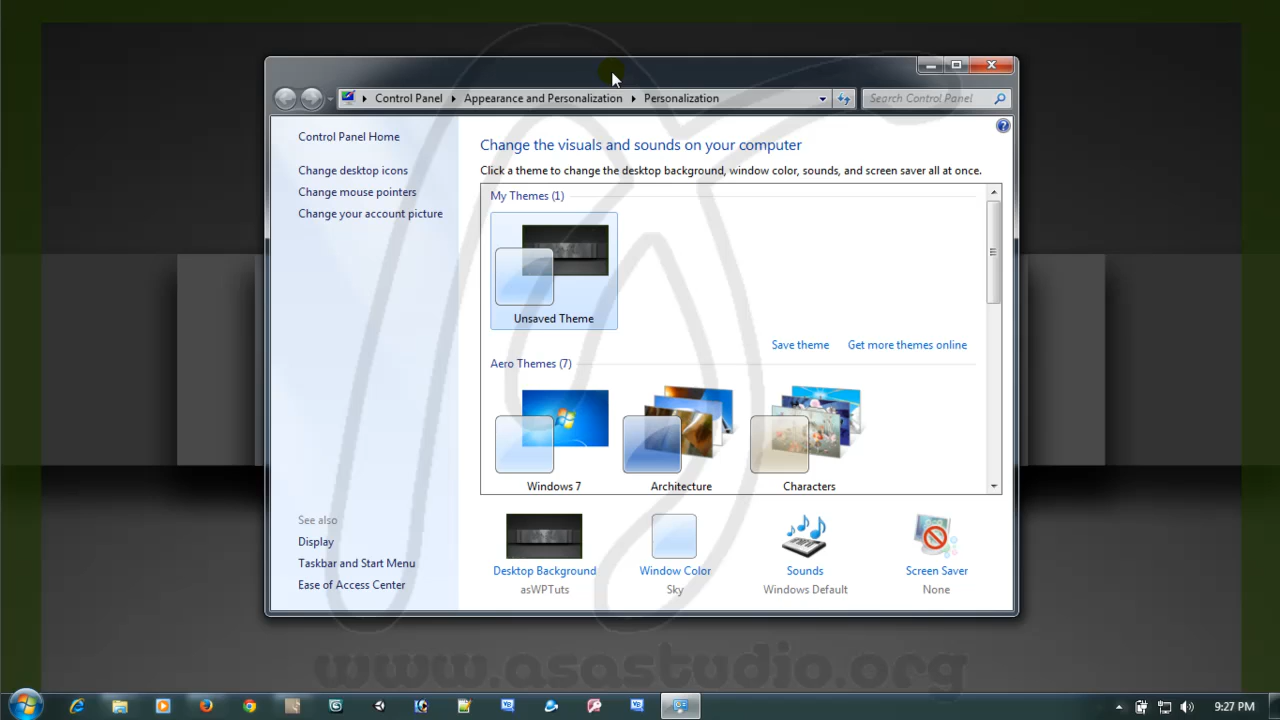 Control Panel Appearance and Personalization Personalization
Search Control Panel
Control Panel Home
Change desktop icons
Change mouse pointers
Change your account picture
See also
Display
Taskbar and Start Menu
Ease of Access Center
Change the visuals and sounds on your computer
Click a theme to change the desktop background, window color, sounds, and screen saver all at once.
My Themes (1)
Unsaved Theme
Save theme Get more themes online
Aero Themes (7)
Windows 7 Architecture Characters
Desktop Background Window Color Sounds Screen Saver
asWPTuts Sky Windows Default None
www.asastudio.org
9:27 PM